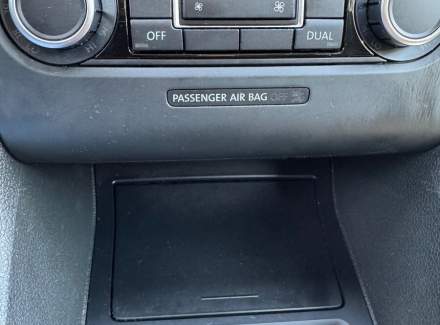 OFF
DUAL
PASSENGER AIR BAG OFF